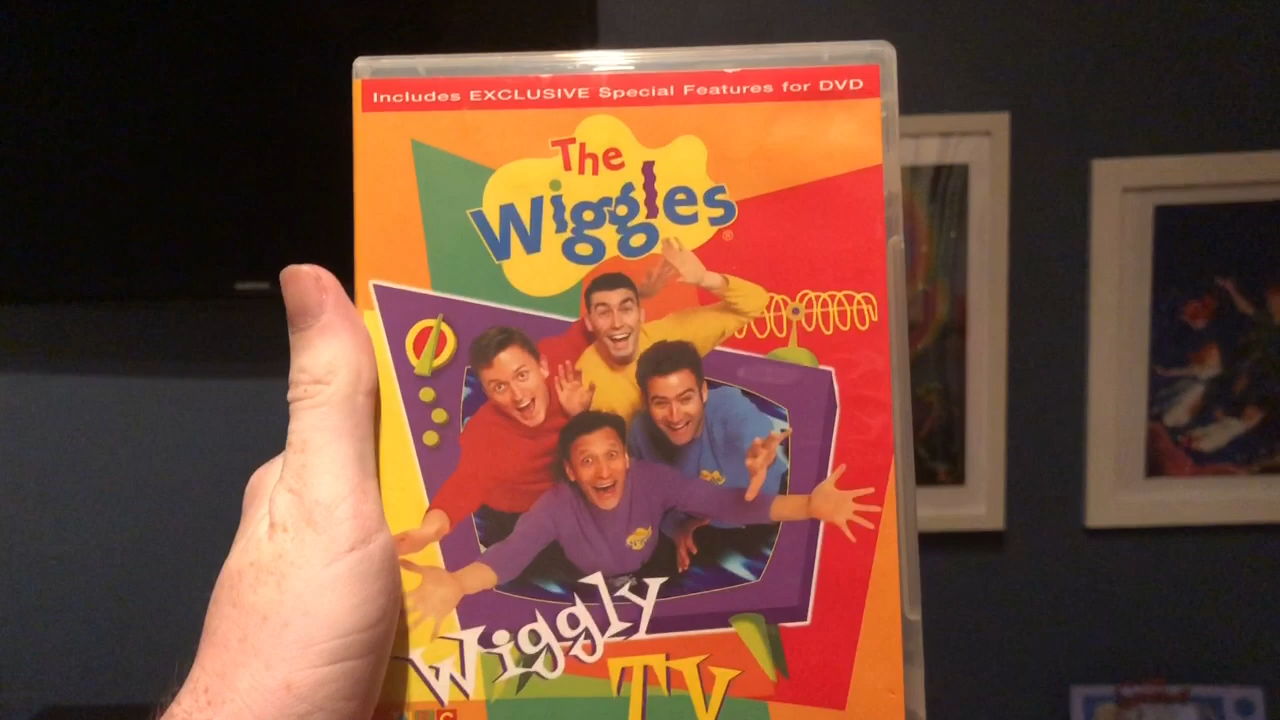 Includes EXCLUSIVE Special Features for DVD
The
Wiggles®
Wiggly
TV